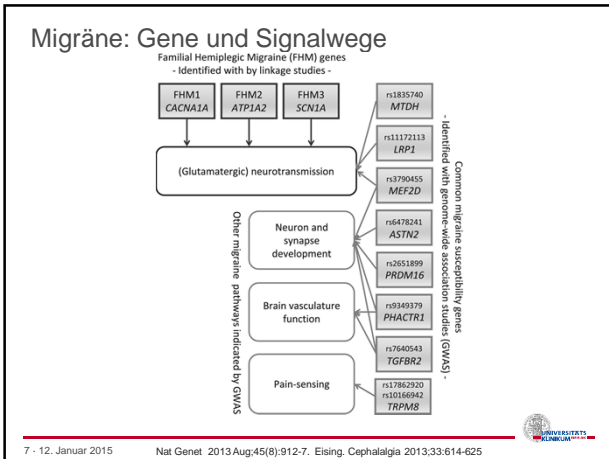 Migräne: Gene und Signalwege
Familial Hemiplegic Migraine (FHM) genes
- Identified with by linkage studies -
FHM1
CACNA1A
FHM2
ATP1A2
FHM3
SCN1A
(Glutamatergic) neurotransmission
Neuron and
synapse
development
Brain vasculature
function
Pain-sensing
Other migraine pathways indicated by GWAS
rs1835740
MTDH
rs11172113
LRP1
rs3790455
MEF2D
rs6478241
ASTN2
rs2651899
PRDM16
rs9349379
PHACTR1
rs7640543
TGFBR2
rs17862920
rs10166942
TRPM8
Common migraine susceptibility genes
- Identified with genome-wide association studies (GWAS) -
UNIVERSITÄTS
KLINIKUM
7 - 12. Januar 2015
Nat Genet 2013 Aug;45(8):912-7. Eising. Cephalalgia 2013;33:614-625